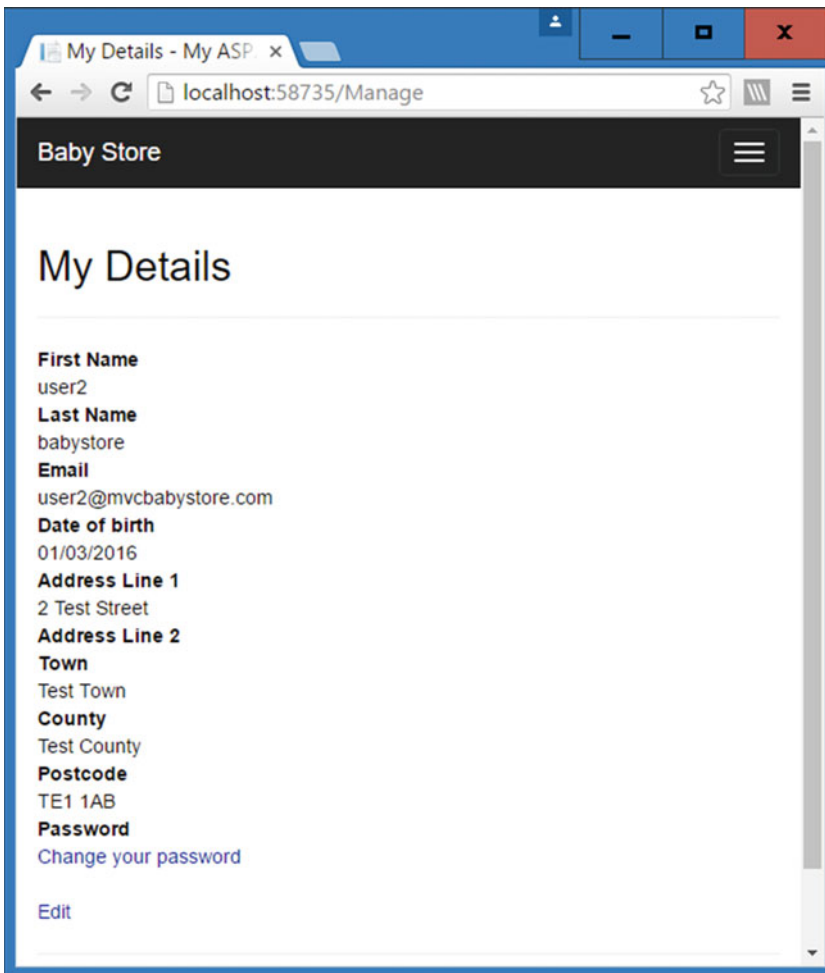 My Details - My ASP.
localhost:58735/Manage
Baby Store
My Details
First Name
user2
Last Name
babystore
Email
user2@mvcbabystore.com
Date of birth
01/03/2016
Address Line 1
2 Test Street
Address Line 2
Town
Test Town
County
Test County
Postcode
TE1 1AB
Password
Change your password
Edit